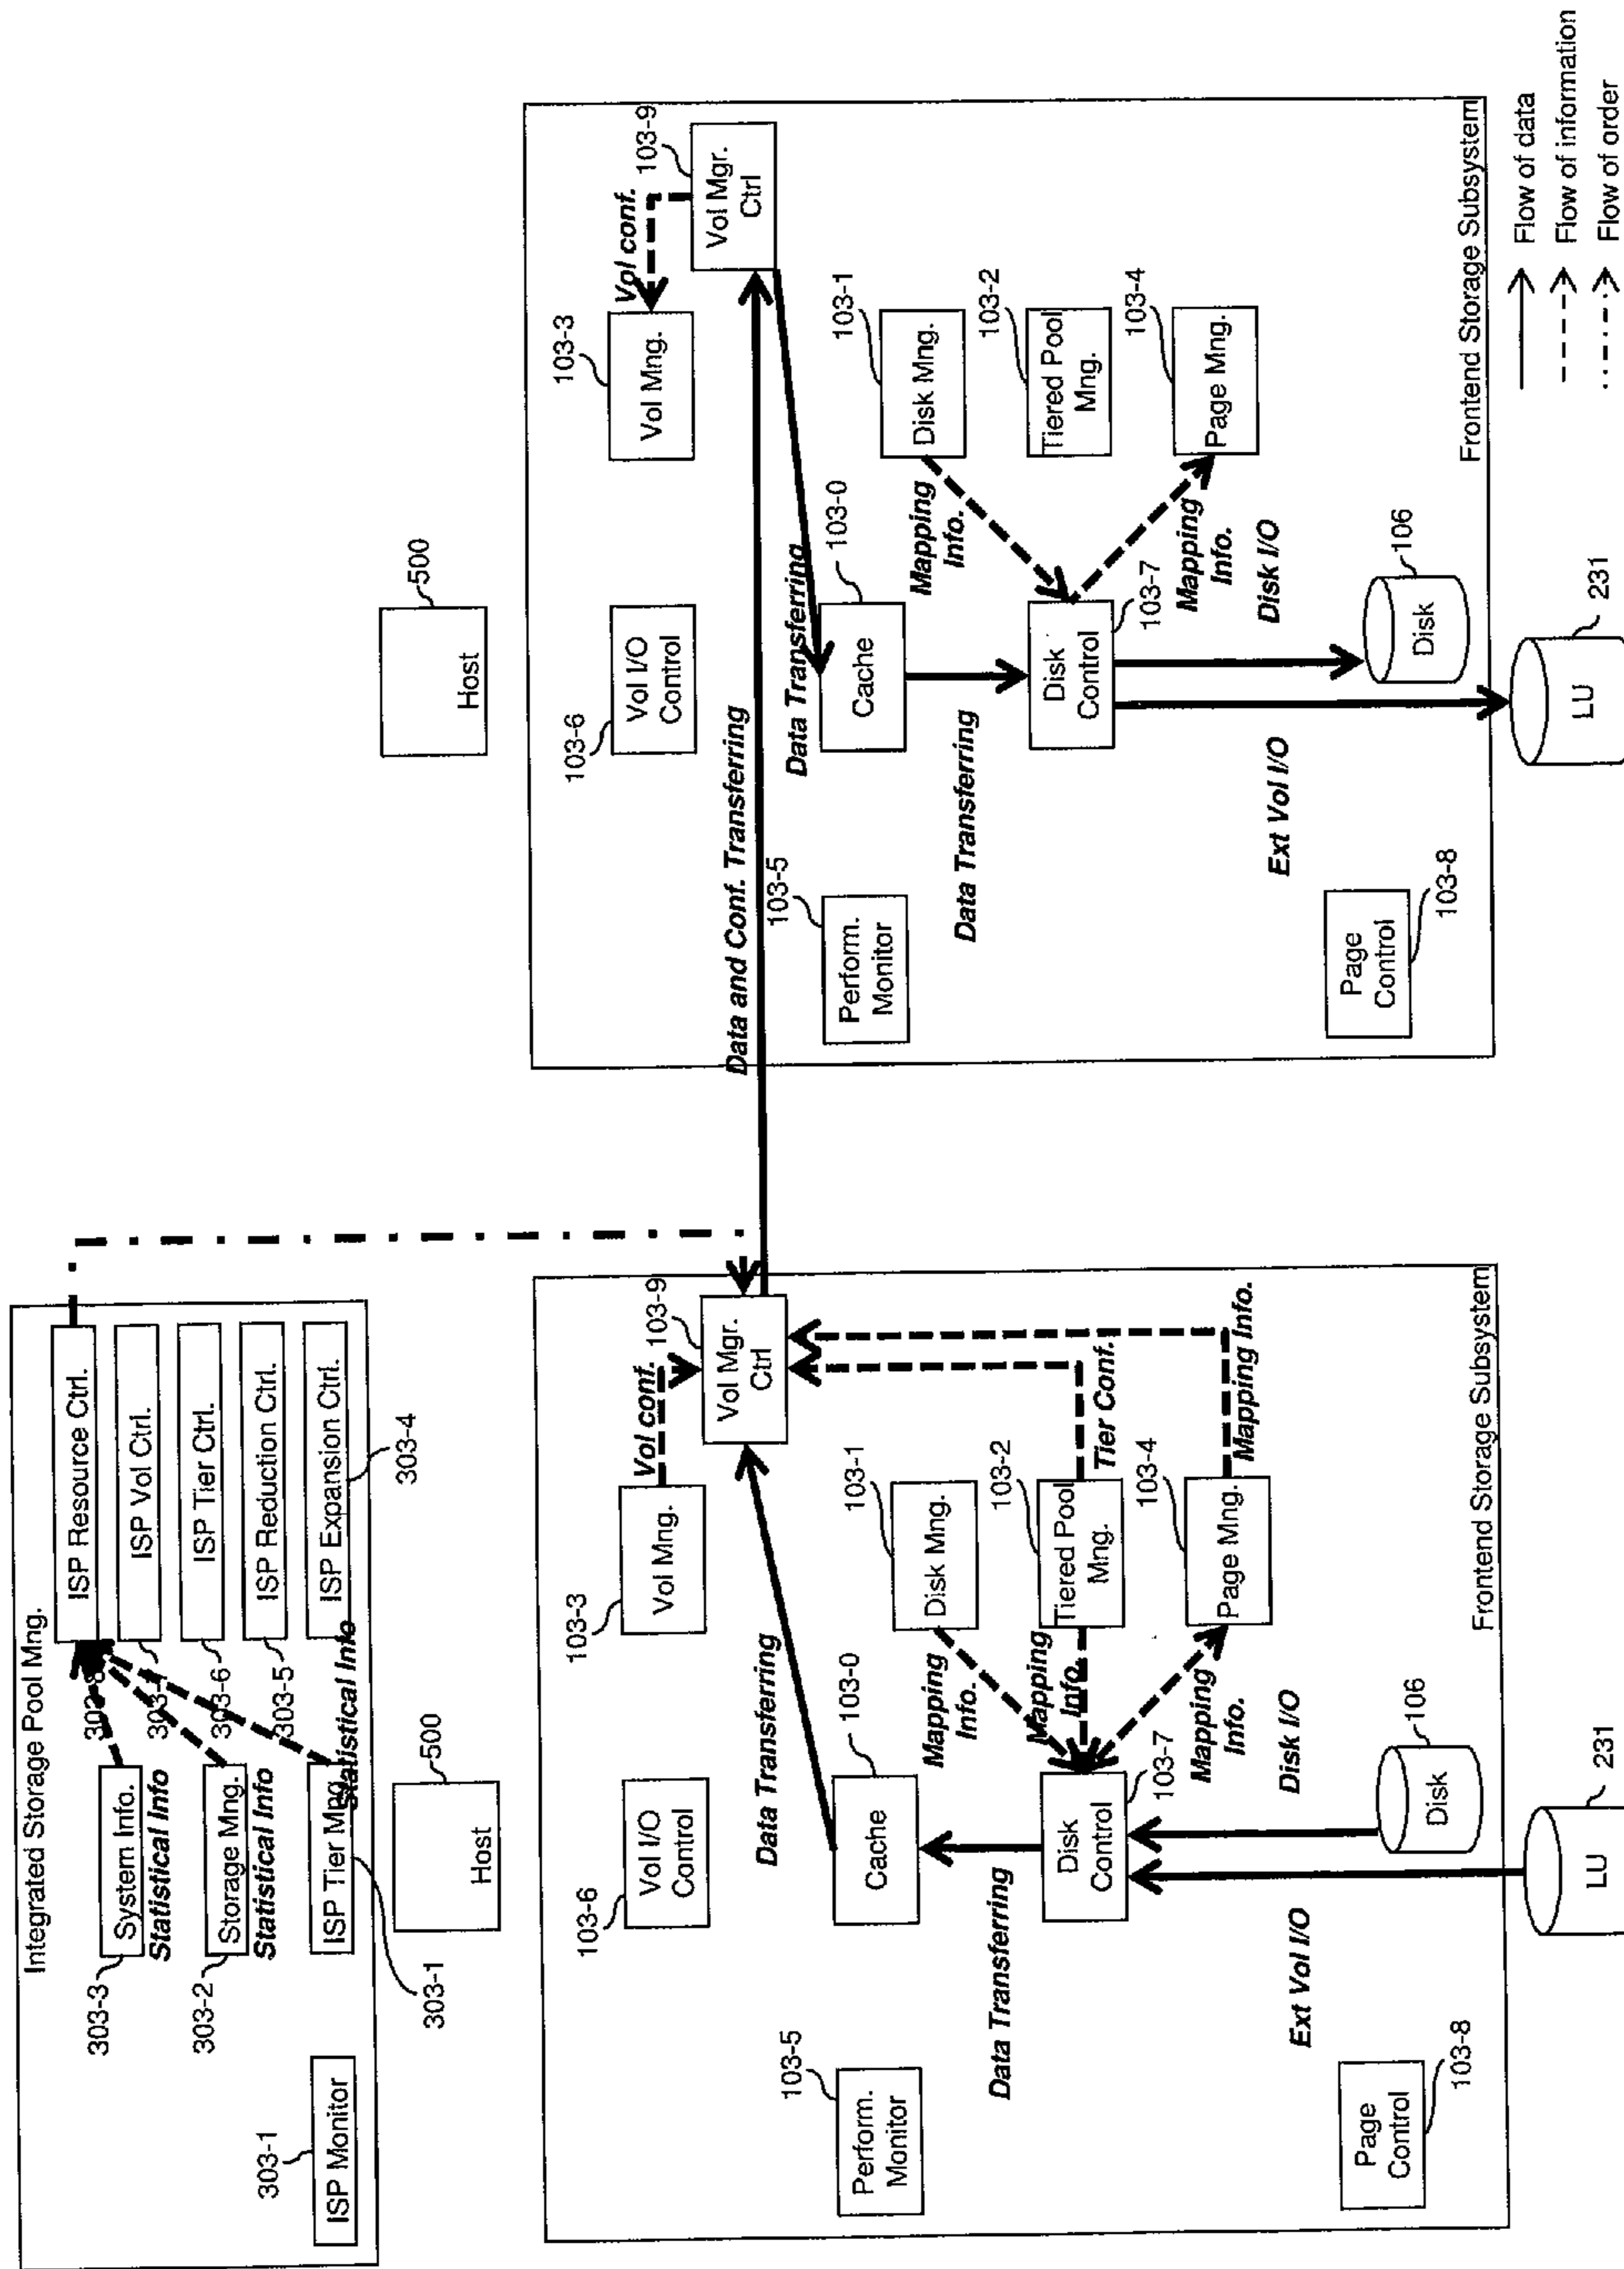 Integrated Storage Pool Mng.
ISP Resource Ctrl.
ISP Vol Ctrl.
ISP Tier Ctrl.
ISP Reduction Ctrl.
ISP Expansion Ctrl.
303-6
303-5
303-4
303-3
System Info.
Statistical Info
303-2
Storage Mng.
Statistical Info
ISP Tier Mng.
Statistical Info
303-1
303-1
ISP Monitor
500
Host
103-3
Vol Mng.
Vol conf.
103-9
Vol Mgr.
Ctrl
103-6
Vol I/O
Control
Data Transferring
103-0
Cache
103-5
Perform.
Monitor
Data Transferring
103-1
Disk Mng.
Mapping
Info.
103-2
Tiered Pool
Mng.
Mapping
Info.
Tier Conf.
103-4
Page Mng.
Mapping
Info.
Mapping Info.
103-7
Disk
Control
Disk I/O
106
Disk
Ext Vol I/O
Page
Control
103-8
Frontend Storage Subsystem
231
LU
Data and Conf. Transferring
500
Host
103-3
Vol Mng.
Vol conf.
103-9
Vol Mgr.
Ctrl
103-6
Vol I/O
Control
Data Transferring
103-0
Cache
103-5
Perform.
Monitor
Data Transferring
103-1
Disk Mng.
Mapping
Info.
103-2
Tiered Pool
Mng.
103-4
Page Mng.
Mapping
Info.
103-7
Disk
Control
Disk I/O
106
Disk
Ext Vol I/O
Page
Control
103-8
Frontend Storage Subsystem
231
LU
Flow of data
Flow of information
Flow of order